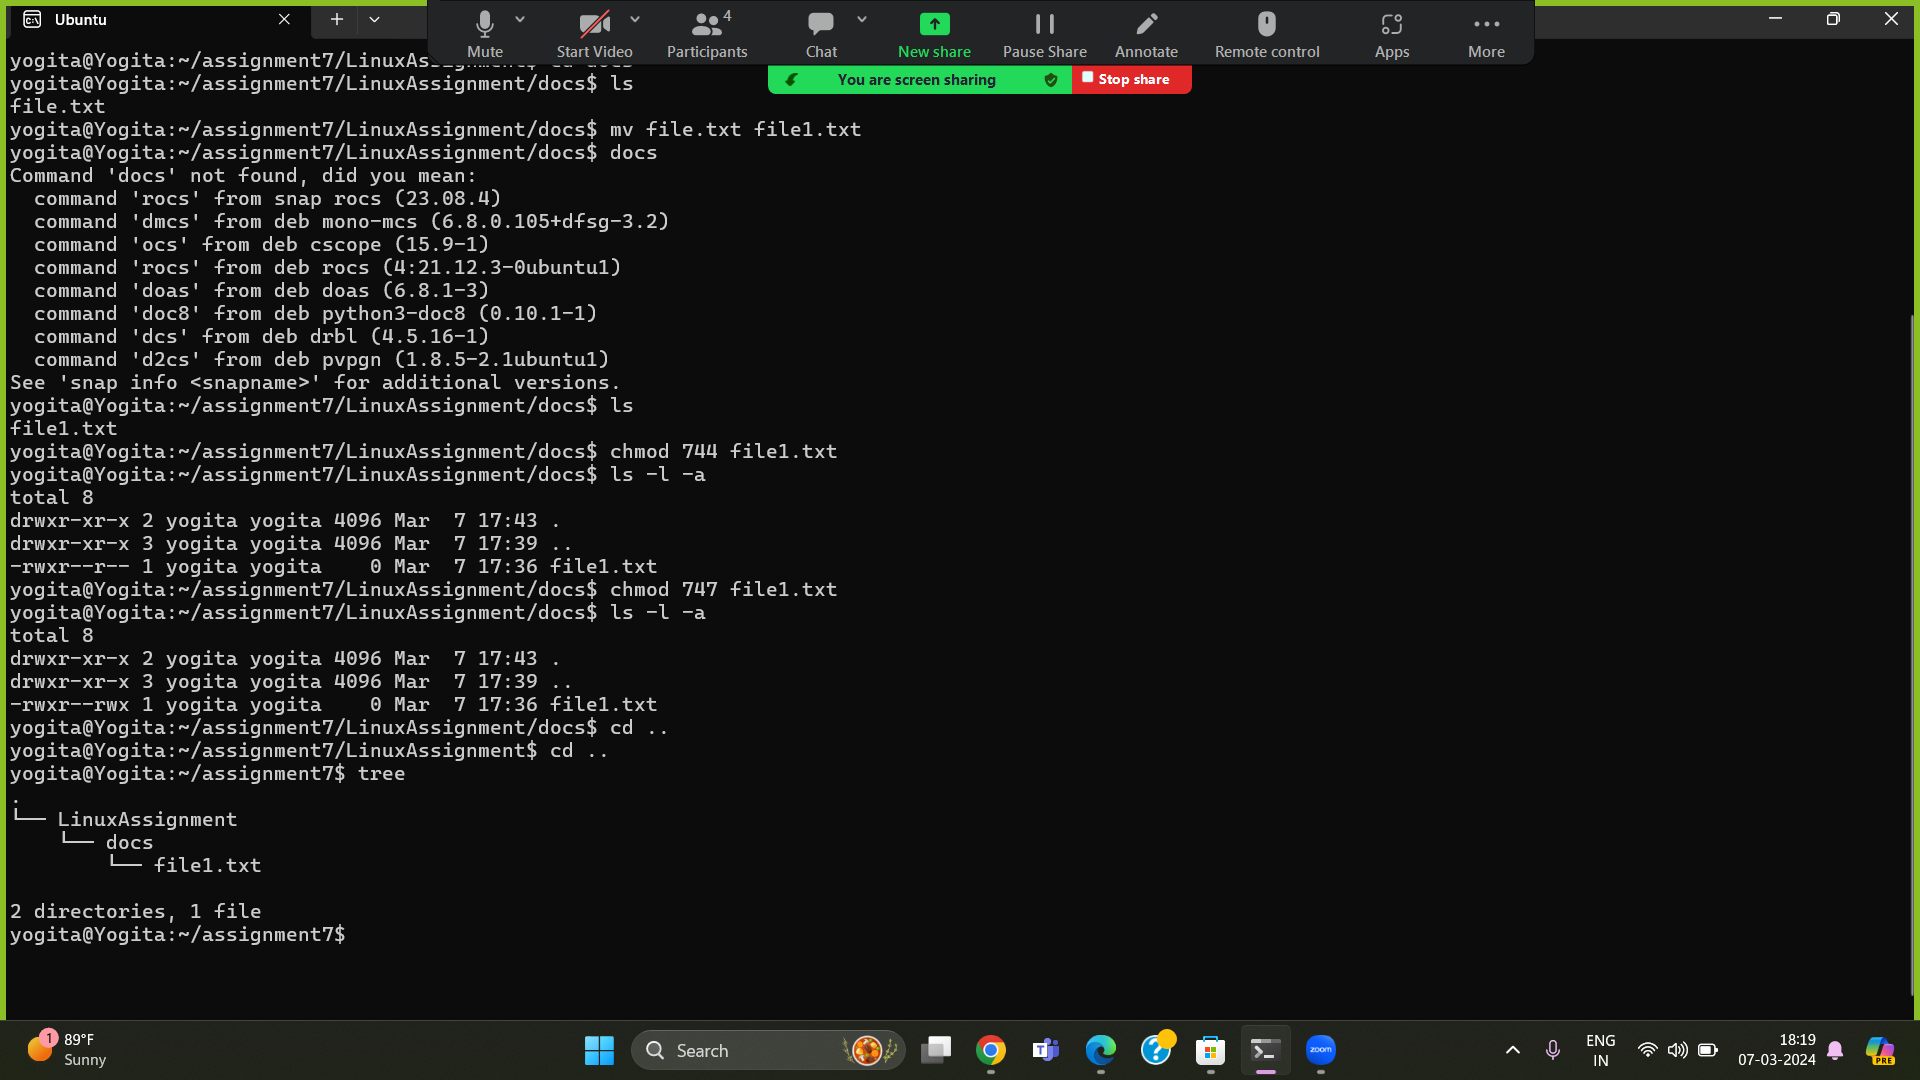 Ubuntu
Mute
Start Video
4
Participants
Chat
New share
Pause Share
Annotate
Remote control
Apps
More
You are screen sharing
Stop share
yogita@Yogita:~/assignment7/LinuxAssignment$ cd docs
yogita@Yogita:~/assignment7/LinuxAssignment/docs$ ls
file.txt
yogita@Yogita:~/assignment7/LinuxAssignment/docs$ mv file.txt file1.txt
yogita@Yogita:~/assignment7/LinuxAssignment/docs$ docs
Command 'docs' not found, did you mean:
  command 'rocs' from snap rocs (23.08.4)
  command 'dmcs' from deb mono-mcs (6.8.0.105+dfsg-3.2)
  command 'ocs' from deb cscope (15.9-1)
  command 'rocs' from deb rocs (4:21.12.3-0ubuntu1)
  command 'doas' from deb doas (6.8.1-3)
  command 'doc8' from deb python3-doc8 (0.10.1-1)
  command 'dcs' from deb drbl (4.5.16-1)
  command 'd2cs' from deb pvpgn (1.8.5-2.1ubuntu1)
See 'snap info <snapname>' for additional versions.
yogita@Yogita:~/assignment7/LinuxAssignment/docs$ ls
file1.txt
yogita@Yogita:~/assignment7/LinuxAssignment/docs$ chmod 744 file1.txt
yogita@Yogita:~/assignment7/LinuxAssignment/docs$ ls -l -a
total 8
drwxr-xr-x 2 yogita yogita 4096 Mar  7 17:43 .
drwxr-xr-x 3 yogita yogita 4096 Mar  7 17:39 ..
-rwxr--r-- 1 yogita yogita    0 Mar  7 17:36 file1.txt
yogita@Yogita:~/assignment7/LinuxAssignment/docs$ chmod 747 file1.txt
yogita@Yogita:~/assignment7/LinuxAssignment/docs$ ls -l -a
total 8
drwxr-xr-x 2 yogita yogita 4096 Mar  7 17:43 .
drwxr-xr-x 3 yogita yogita 4096 Mar  7 17:39 ..
-rwxr--rwx 1 yogita yogita    0 Mar  7 17:36 file1.txt
yogita@Yogita:~/assignment7/LinuxAssignment/docs$ cd ..
yogita@Yogita:~/assignment7/LinuxAssignment$ cd ..
yogita@Yogita:~/assignment7$ tree
.
└── LinuxAssignment
    └── docs
        └── file1.txt
2 directories, 1 file
yogita@Yogita:~/assignment7$
1
89°F
Sunny
Search
zoom
ENG
IN
18:19
07-03-2024
PRE